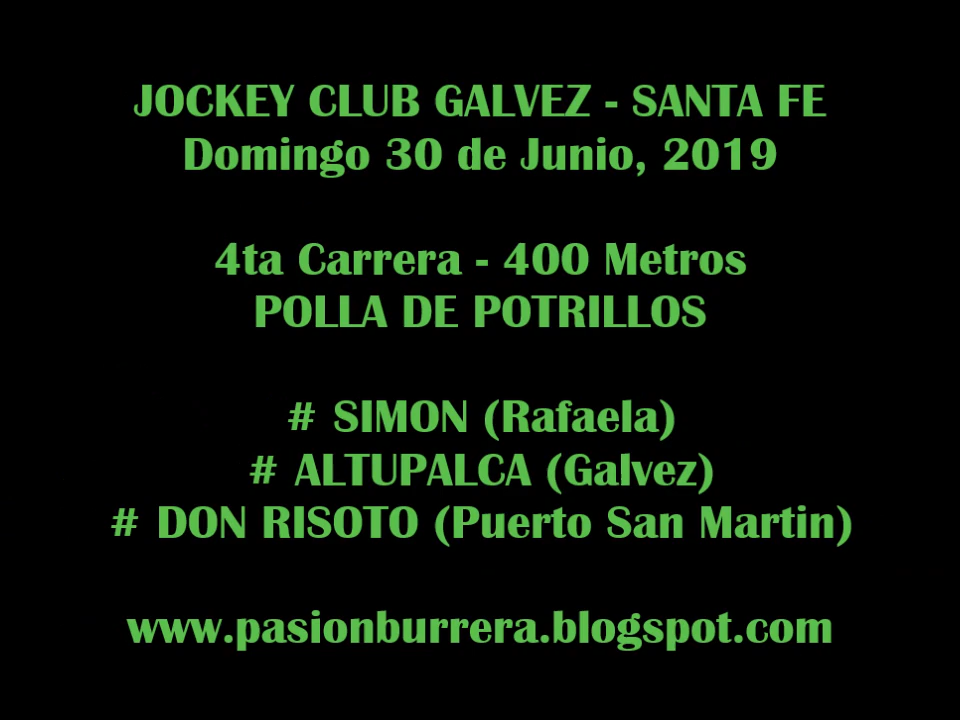 JOCKEY CLUB GALVEZ - SANTA FE
Domingo 30 de Junio, 2019
4ta Carrera - 400 Metros
POLLA DE POTRILLOS
# SIMON (Rafaela)
# ALTUPALCA (Galvez)
# DON RISOTO (Puerto San Martin)
www.pasionburrera.blogspot.com